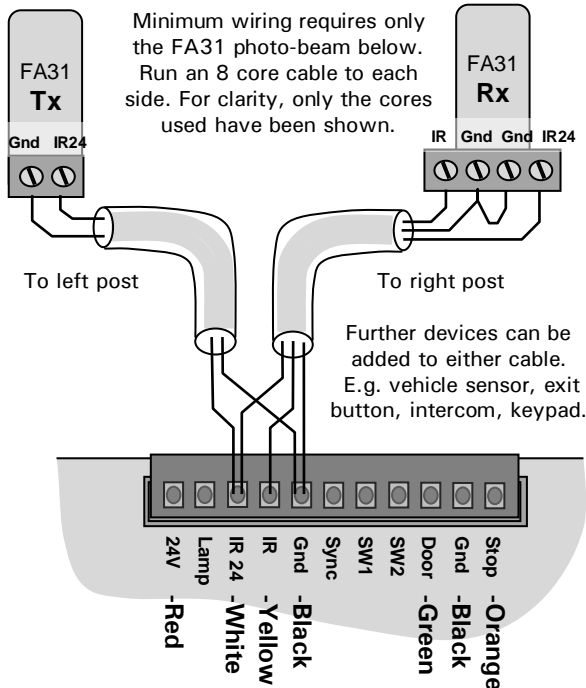 Minimum wiring requires only
the FA31 photo-beam below.
Run an 8 core cable to each
side. For clarity, only the cores
used have been shown.
FA31
Tx
Gnd IR24
FA31
Rx
IR Gnd Gnd IR24
To left post
To right post
Further devices can be
added to either cable.
E.g. vehicle sensor, exit
button, intercom, keypad.
24V -Red
Lamp
IR 24 -White
IR -Yellow
Gnd -Black
Sync
SW1
SW2
Door -Green
Gnd -Black
Stop -Orange